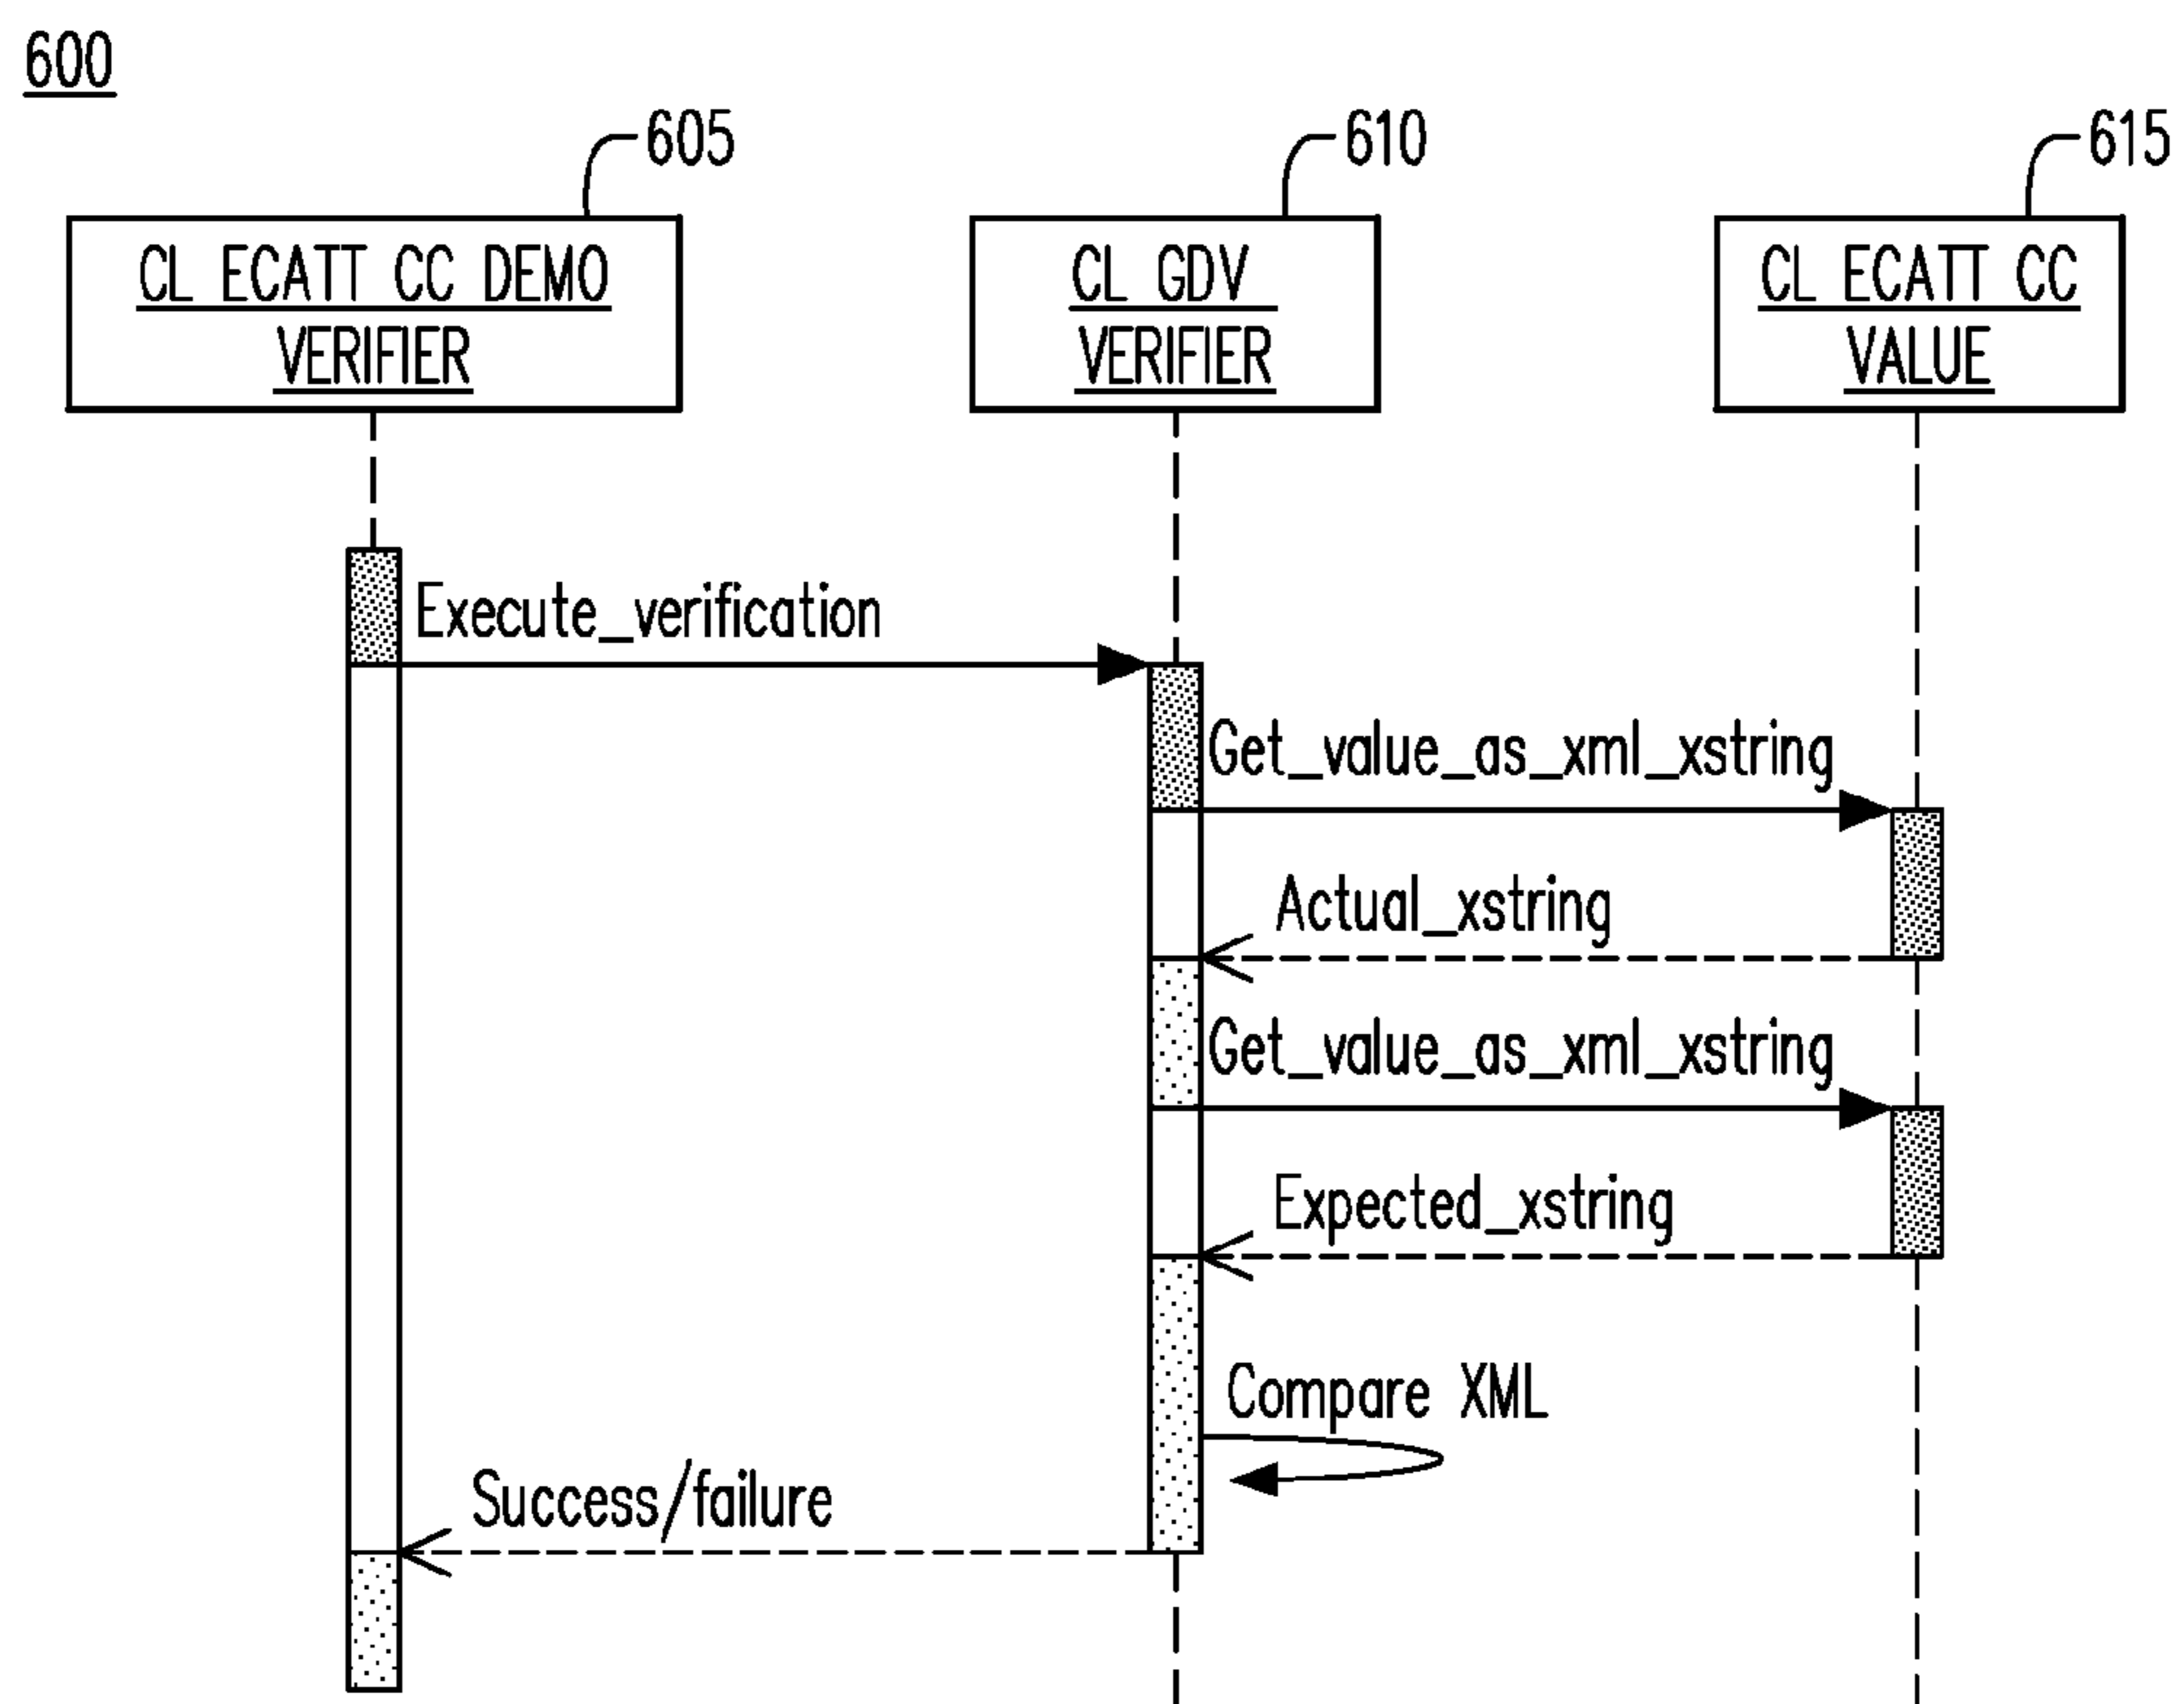 600
605
610
615
CL ECATT CC DEMO
VERIFIER
CL GDV
VERIFIER
CL ECATT CC
VALUE
Execute_verification
Get_value_as_xml_xstring
Actual_xstring
Get_value_as_xml_xstring
Expected_xstring
Compare XML
Success/failure